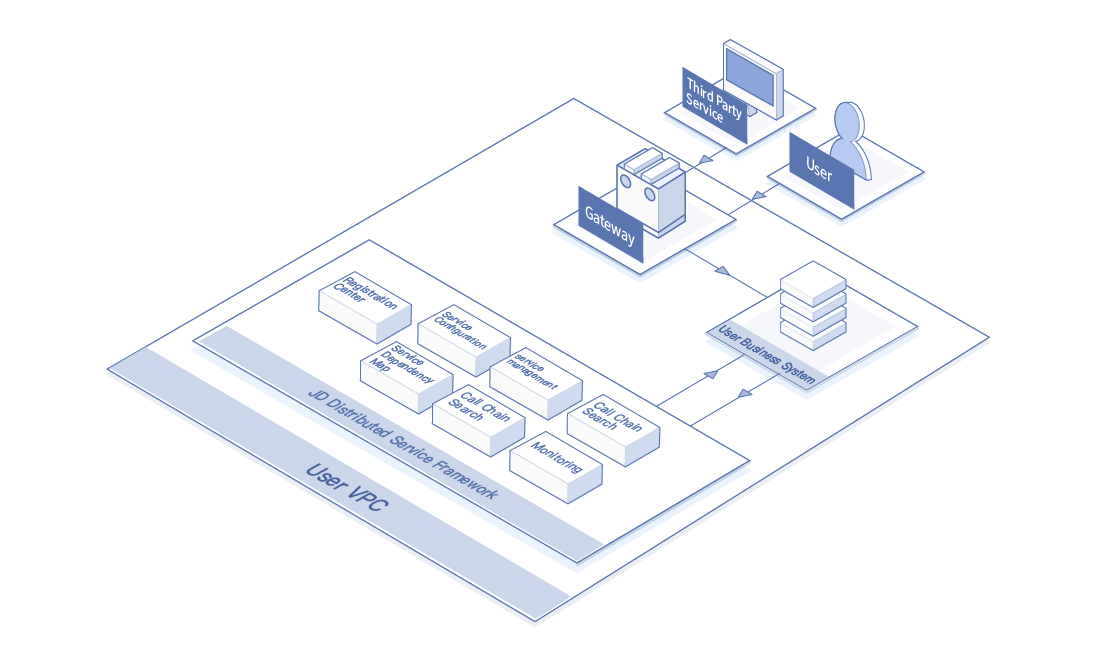 Third Party
Service
User
Gateway
User Business System
Registration
Center
Service
Configuration
service
management
Service
Dependency
Map
Call Chain
Search
Call Chain
Search
Monitoring
JD Distributed Service Framework
User VPC